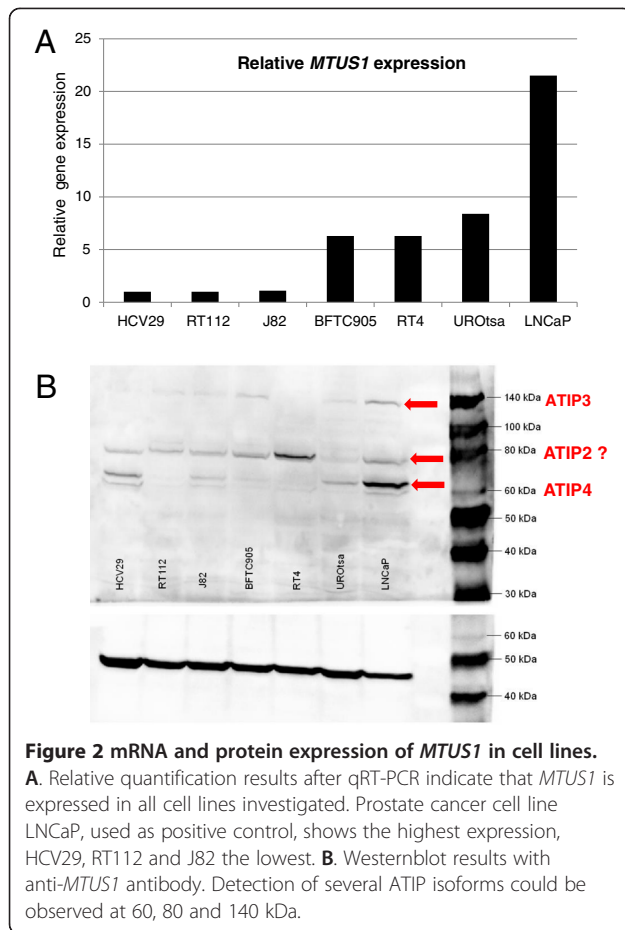 A
Relative MTUS1 expression
Relative gene expression
25
20
15
10
5
0
HCV29 RT112 J82 BFTC905 RT4 UROtsa LNCaP
B
140 kDa ATIP3
100 kDa
80 kDa ATIP2 ?
60 kDa ATIP4
50 kDa
40 kDa
30 kDa
HCV29 RT112 J82 BFTC905 RT4 UROtsa LNCaP
60 kDa
50 kDa
40 kDa
Figure 2 mRNA and protein expression of MTUS1 in cell lines.
A. Relative quantification results after qRT-PCR indicate that MTUS1 is
expressed in all cell lines investigated. Prostate cancer cell line
LNCaP, used as positive control, shows the highest expression,
HCV29, RT112 and J82 the lowest. B. Westernblot results with
anti-MTUS1 antibody. Detection of several ATIP isoforms could be
observed at 60, 80 and 140 kDa.